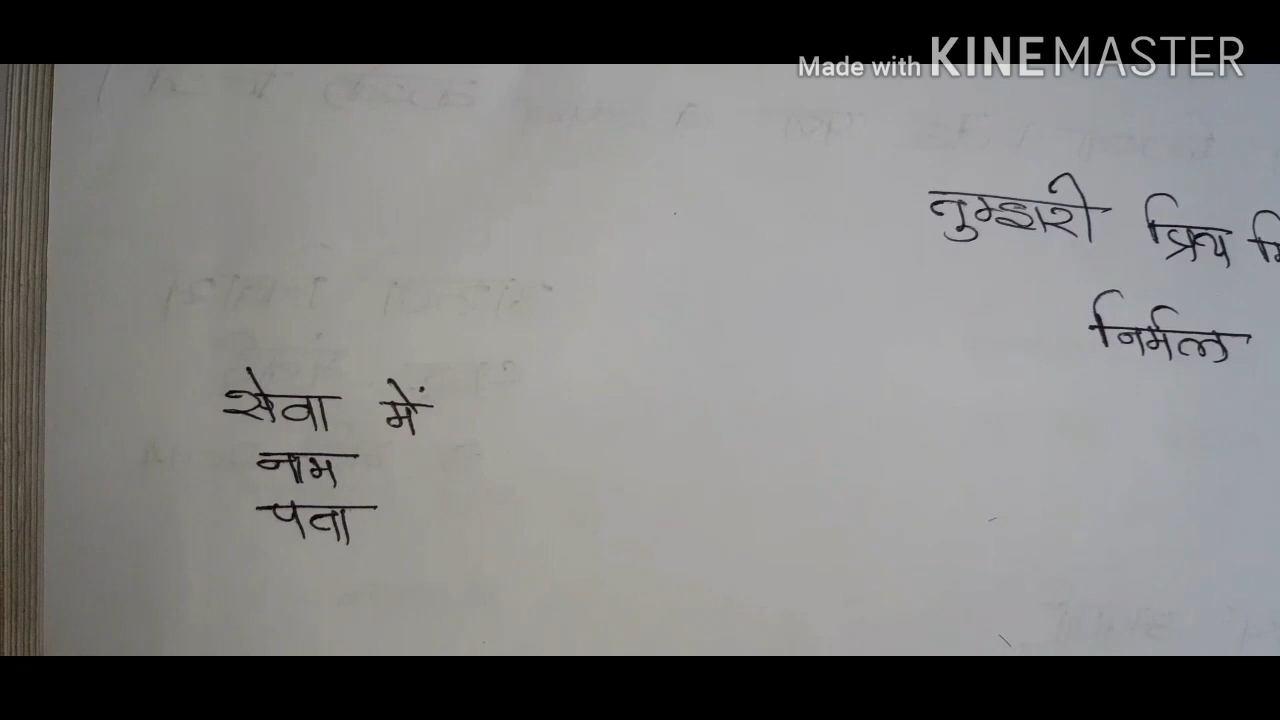 Made with KINEMASTER
तुम्हारी प्रिय
निर्मल
सेवा में
नाम
पता